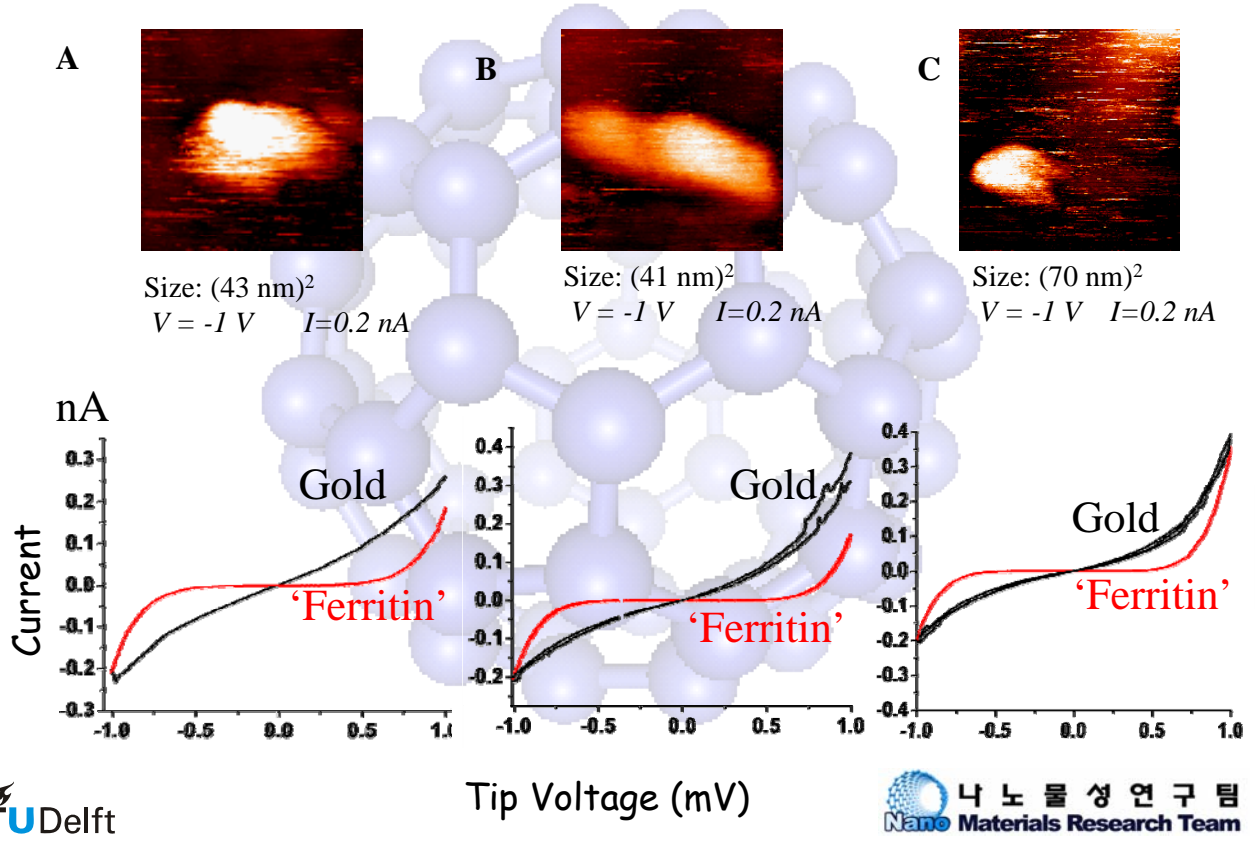 A
B
C
Size: (43 nm)²
V = -1 V I=0.2 nA
Size: (41 nm)²
V = -1 V I=0.2 nA
Size: (70 nm)²
V = -1 V I=0.2 nA
nA
Current
0.3
0.2
0.1
0.0
-0.1
-0.2
-0.3
Gold
'Ferritin'
-1.0 -0.5 0.0 0.5 1.(
0.4
0.3
0.2
0.1
0.0
-0.1
-0.2
Gold
'Ferritin'
-1.0 -0.5 0.0 0.5 1.0
0.4
0.3
0.2
0.1
0.0
-0.1
-0.2
-0.3
-0.4
Gold
'Ferritin'
-1.0 -0.5 0.0 0.5 1.0
Tip Voltage (mV)
TU Delft
나노물성연구팀
Nano Materials Research Team